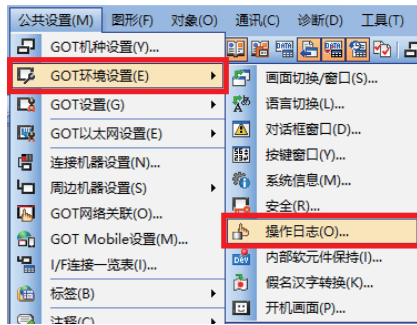 公共设置(M) 图形(F) 对象(O) 通讯(C) 诊断(D) 工具(T)
GOT机种设置(Y)...
GOT环境设置(E)
GOT设置(G)
GOT以太网设置(E)
连接机器设置(N)...
周边机器设置(S)
GOT网络关联(O)...
GOT Mobile设置(M)...
I/F连接一览表(I)...
标签(B)
注释(C)
画面切换/窗口(S)...
语言切换(L)...
对话框窗口(D)...
按键窗口(Y)...
系统信息(M)...
安全(R)...
操作日志(O)...
内部软元件保持(I)...
假名汉字转换(K)...
开机画面(P)...